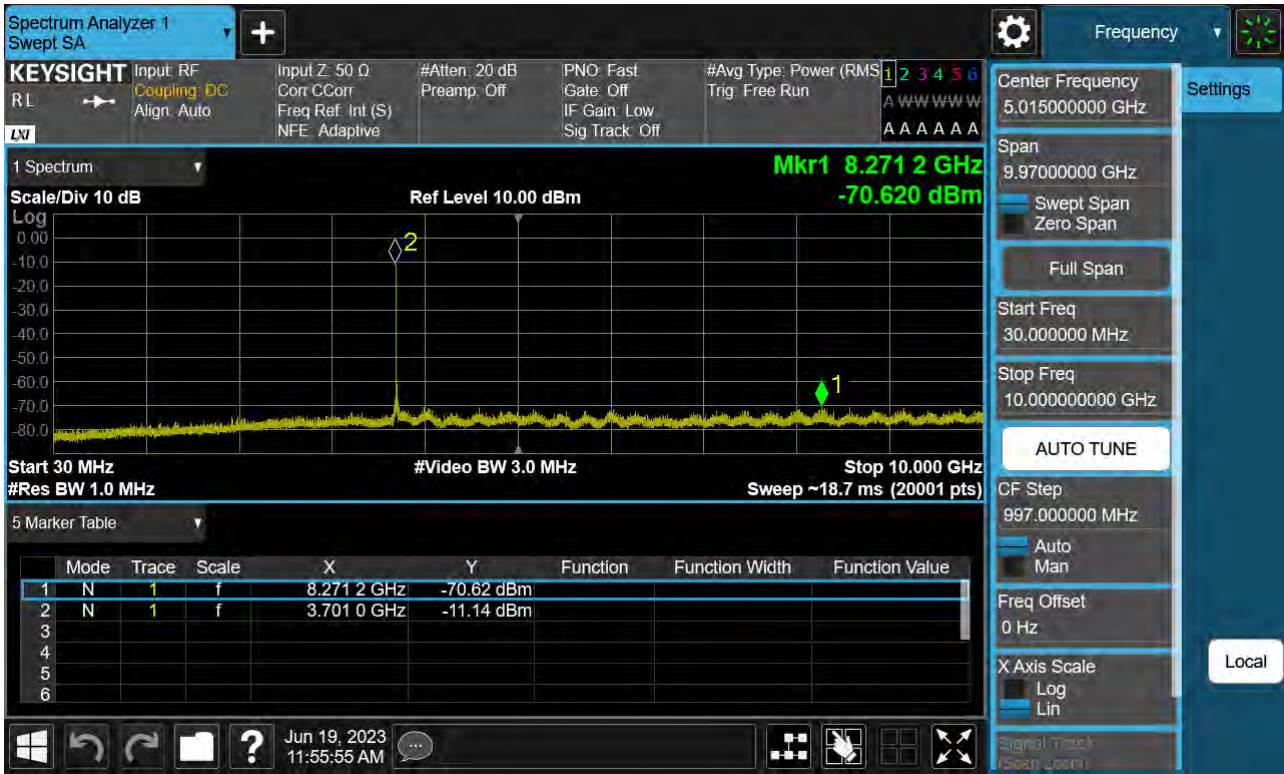 Spectrum Analyzer 1
Swept SA
+
Frequency
KEYSIGHT
RL
LXI
Input: RF
Coupling: DC
Align: Auto
Input Z: 50 Ω
Corr CCorr
Freq Ref: Int (S)
NFE: Adaptive
#Atten: 20 dB
Preamp: Off
PNO: Fast
Gate: Off
IF Gain: Low
Sig Track: Off
#Avg Type: Power (RMS
Trig: Free Run
1 2 3 4 5 6
A W W W W W
A A A A A A
1 Spectrum
Mkr1 8.271 2 GHz
Scale/Div 10 dB
Ref Level 10.00 dBm
-70.620 dBm
Log
0.00
-10.0
-20.0
-30.0
-40.0
-50.0
-60.0
-70.0
-80.0
2
1
Start 30 MHz
#Video BW 3.0 MHz
Stop 10.000 GHz
#Res BW 1.0 MHz
Sweep ~18.7 ms (20001 pts)
5 Marker Table
Mode Trace Scale X Y Function Function Width Function Value
1 N 1 f 8.271 2 GHz -70.62 dBm
2 N 1 f 3.701 0 GHz -11.14 dBm
3
4
5
6
Jun 19, 2023
11:55:55 AM
?
Center Frequency
5.015000000 GHz
Settings
Span
9.97000000 GHz
Swept Span
Zero Span
Full Span
Start Freq
30.000000 MHz
Stop Freq
10.000000000 GHz
AUTO TUNE
CF Step
997.000000 MHz
Auto
Man
Freq Offset
0 Hz
X Axis Scale
Log
Lin
Local
Signal Track
(Span Zoom)